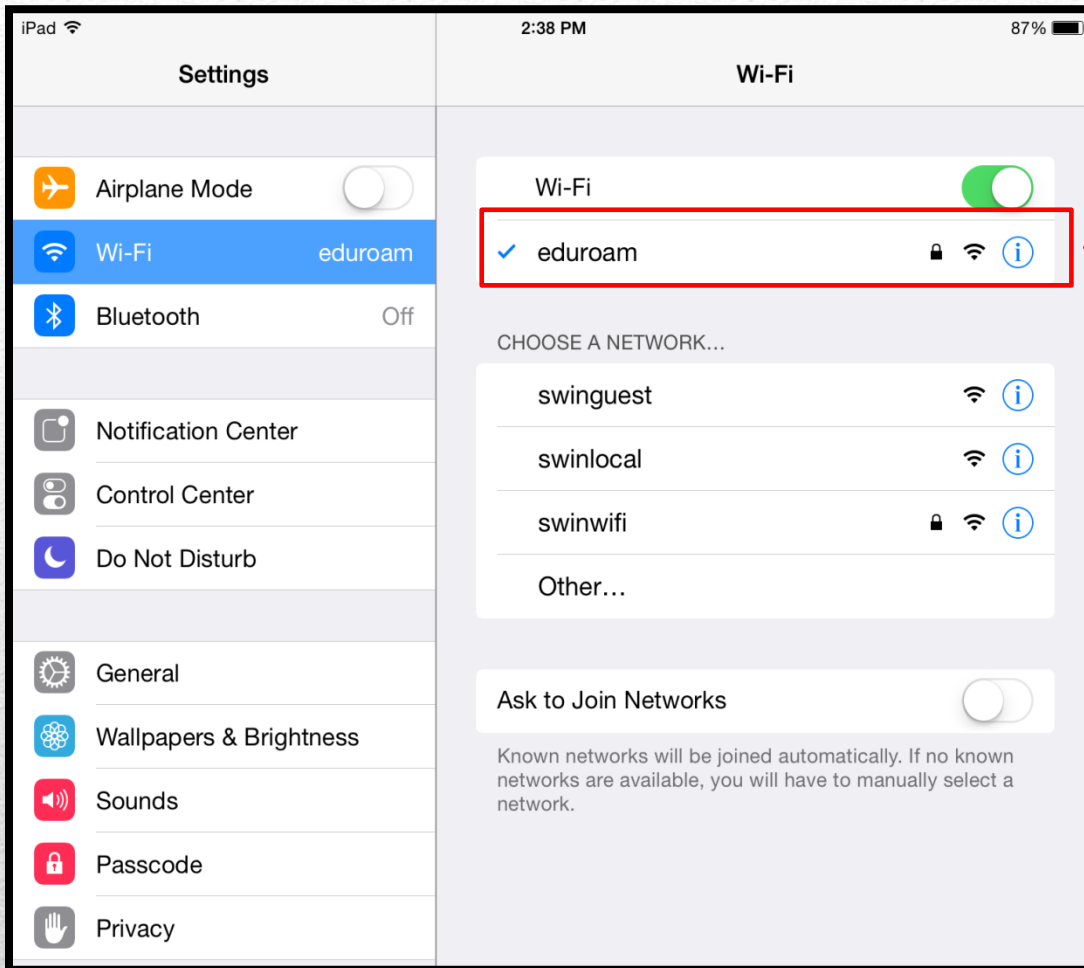 iPad
2:38 PM
87%
Settings
Wi-Fi
Airplane Mode
Wi-Fi eduroam
Bluetooth Off
Notification Center
Control Center
Do Not Disturb
General
Wallpapers & Brightness
Sounds
Passcode
Privacy
Wi-Fi
eduroam
CHOOSE A NETWORK...
swinguest
swinlocal
swinwifi
Other...
Ask to Join Networks
Known networks will be joined automatically. If no known
networks are available, you will have to manually select a
network.